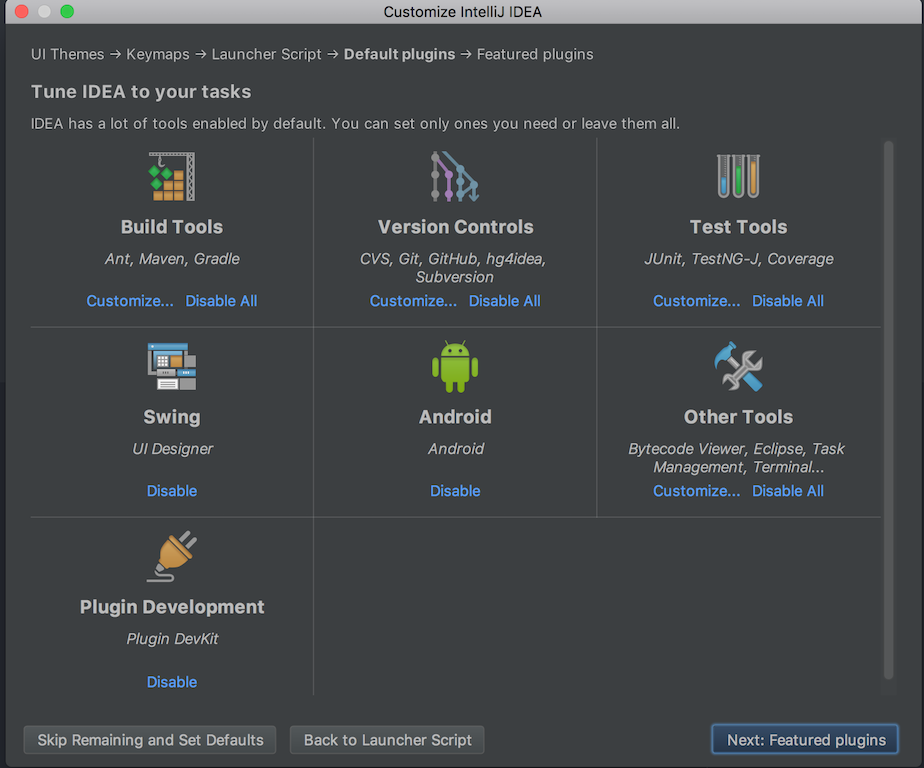 Customize IntelliJ IDEA
UI Themes → Keymaps → Launcher Script → Default plugins → Featured plugins
Tune IDEA to your tasks
IDEA has a lot of tools enabled by default. You can set only ones you need or leave them all.
Build Tools
Ant, Maven, Gradle
Customize... Disable All
Version Controls
CVS, Git, GitHub, hg4idea,
Subversion
Customize... Disable All
Test Tools
JUnit, TestNG-J, Coverage
Customize... Disable All
Swing
UI Designer
Disable
Android
Android
Disable
Other Tools
Bytecode Viewer, Eclipse, Task
Management, Terminal...
Customize... Disable All
Plugin Development
Plugin DevKit
Disable
Skip Remaining and Set Defaults
Back to Launcher Script
Next: Featured plugins